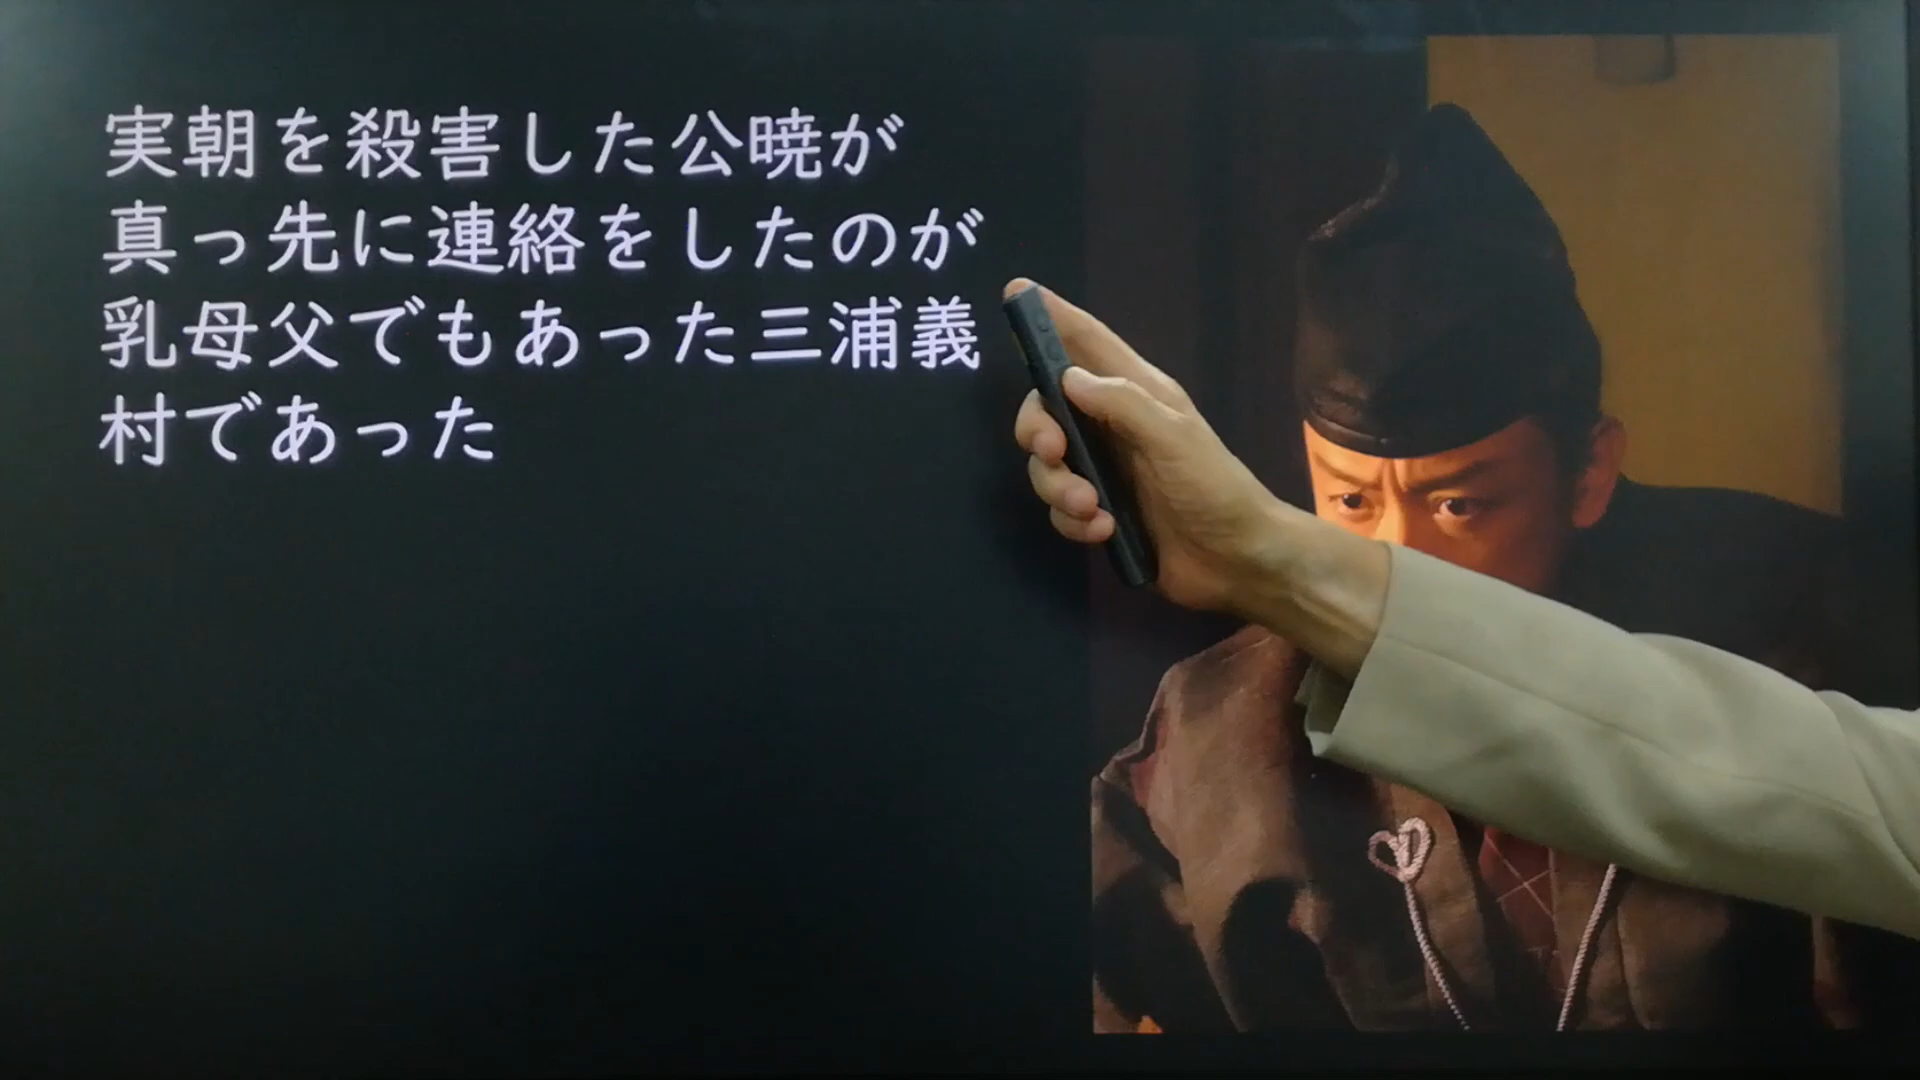 実朝を殺害した公暁が
真っ先に連絡をしたのが
乳母父でもあった三浦義
村であった